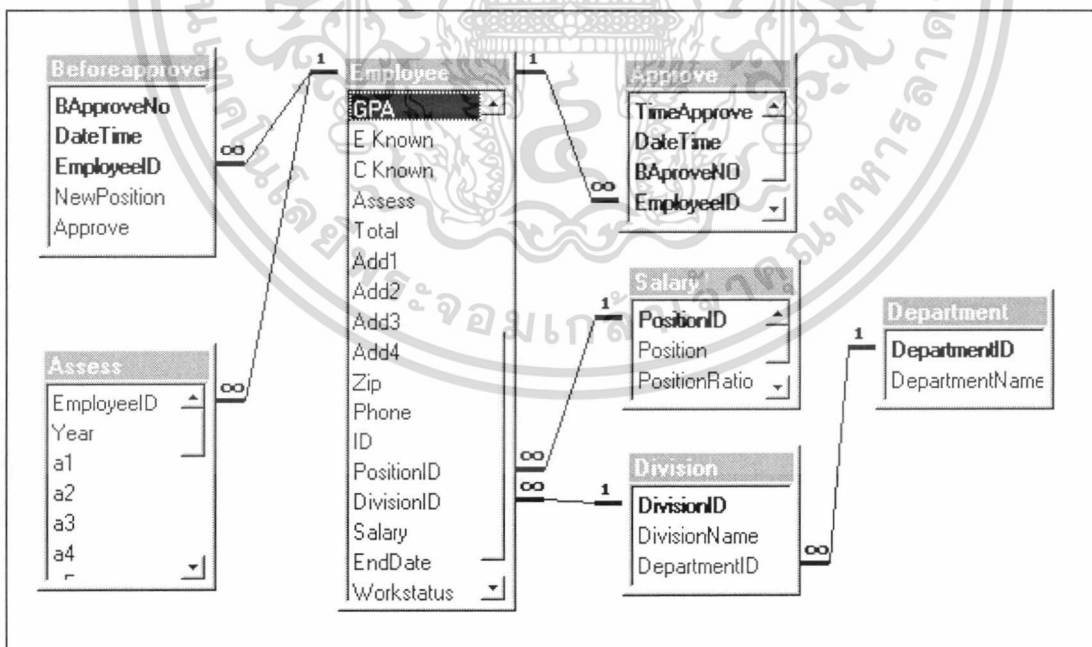 Beforeapprove
BApproveNo
DateTime
EmployeeID
NewPosition
Approve
Assess
EmployeeID
Year
a1
a2
a3
a4
Employee
GPA
E Known
C Known
Assess
Total
Add1
Add2
Add3
Add4
Zip
Phone
ID
PositionID
DivisionID
Salary
EndDate
Workstatus
Approve
TimeApprove
DateTime
BAproveNO
EmployeeID
Salary
PositionID
Position
PositionRatio
Division
DivisionID
DivisionName
DepartmentID
Department
DepartmentID
DepartmentName
1
∞
∞
1
∞
1
∞
∞
1
1
∞